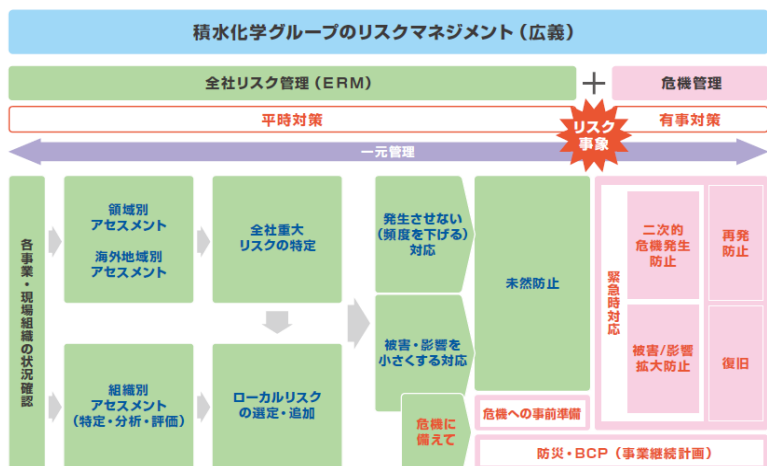 積水化学グループのリスクマネジメント（広義）
全社リスク管理（ERM）
＋
危機管理
平時対策
リスク
事象
有事対策
一元管理
各事業・現場組織の状況確認
領域別
アセスメント
海外地域別
アセスメント
全社重大
リスクの特定
組織別
アセスメント
（特定・分析・評価）
ローカルリスク
の選定・追加
発生させない
（頻度を下げる）
対応
被害・影響を
小さくする対応
危機に
備えて
未然防止
危機への事前準備
防災・BCP（事業継続計画）
緊急時対応
二次的
危機発生
防止
被害/影響
拡大防止
再発
防止
復旧